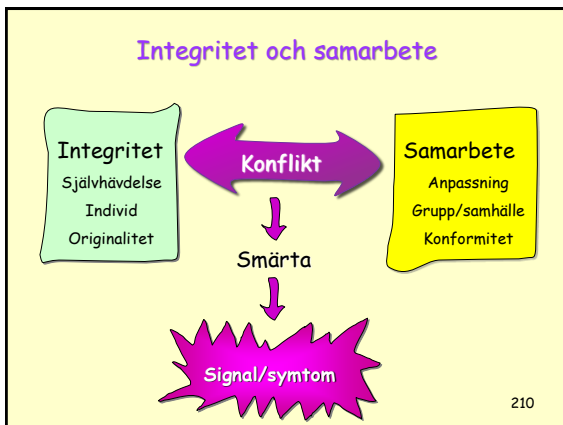 Integritet och samarbete
Integritet
Självhävdelse
Individ
Originalitet
Konflikt
Samarbete
Anpassning
Grupp/samhälle
Konformitet
Smärta
Signal/symtom
210